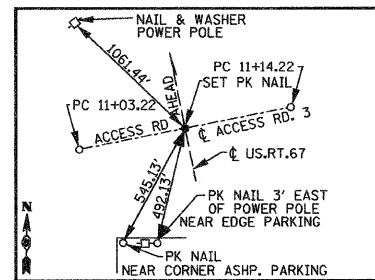 NAIL & WASHER
POWER POLE
1061.44'
AHEAD
PC 11+14.22
SET PK NAIL
PC 11+03.22
ACCESS RD.
℄ ACCESS RD. 3
℄ US.RT.67
545.13'
492.13'
PK NAIL 3' EAST
OF POWER POLE
NEAR EDGE PARKING
N
PK NAIL
NEAR CORNER ASHP. PARKING